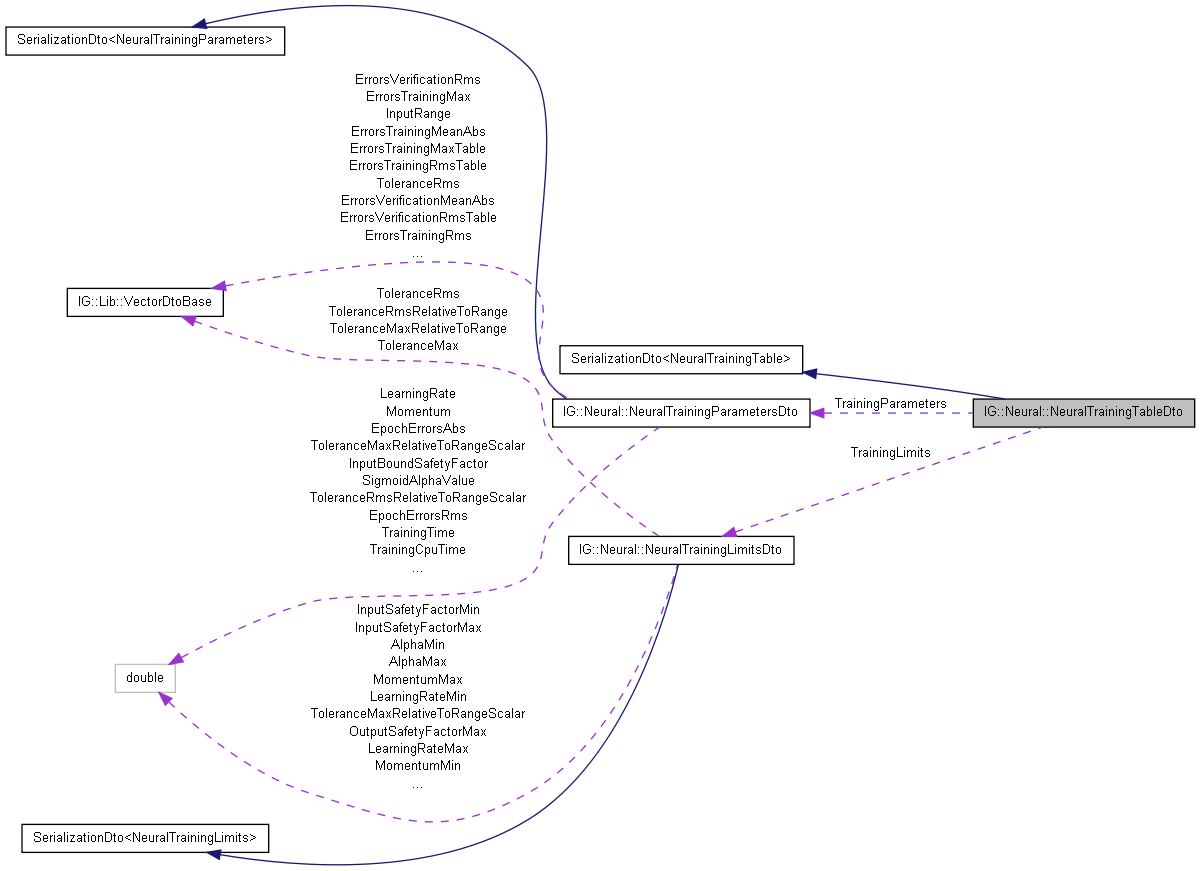 SerializationDto<NeuralTrainingParameters>
ErrorsVerificationRms
ErrorsTrainingMax
InputRange
ErrorsTrainingMeanAbs
ErrorsTrainingMaxTable
ErrorsTrainingRmsTable
ToleranceRms
ErrorsVerificationMeanAbs
ErrorsVerificationRmsTable
ErrorsTrainingRms
...
IG::Lib::VectorDtoBase
ToleranceRms
ToleranceRmsRelativeToRange
ToleranceMaxRelativeToRange
ToleranceMax
SerializationDto<NeuralTrainingTable>
IG::Neural::NeuralTrainingParametersDto
TrainingParameters
IG::Neural::NeuralTrainingTableDto
TrainingLimits
LearningRate
Momentum
EpochErrorsAbs
ToleranceMaxRelativeToRangeScalar
InputBoundSafetyFactor
SigmoidAlphaValue
ToleranceRmsRelativeToRangeScalar
EpochErrorsRms
TrainingTime
TrainingCpuTime
...
IG::Neural::NeuralTrainingLimitsDto
InputSafetyFactorMin
InputSafetyFactorMax
AlphaMin
AlphaMax
MomentumMax
LearningRateMin
ToleranceMaxRelativeToRangeScalar
OutputSafetyFactorMax
LearningRateMax
MomentumMin
...
double
SerializationDto<NeuralTrainingLimits>